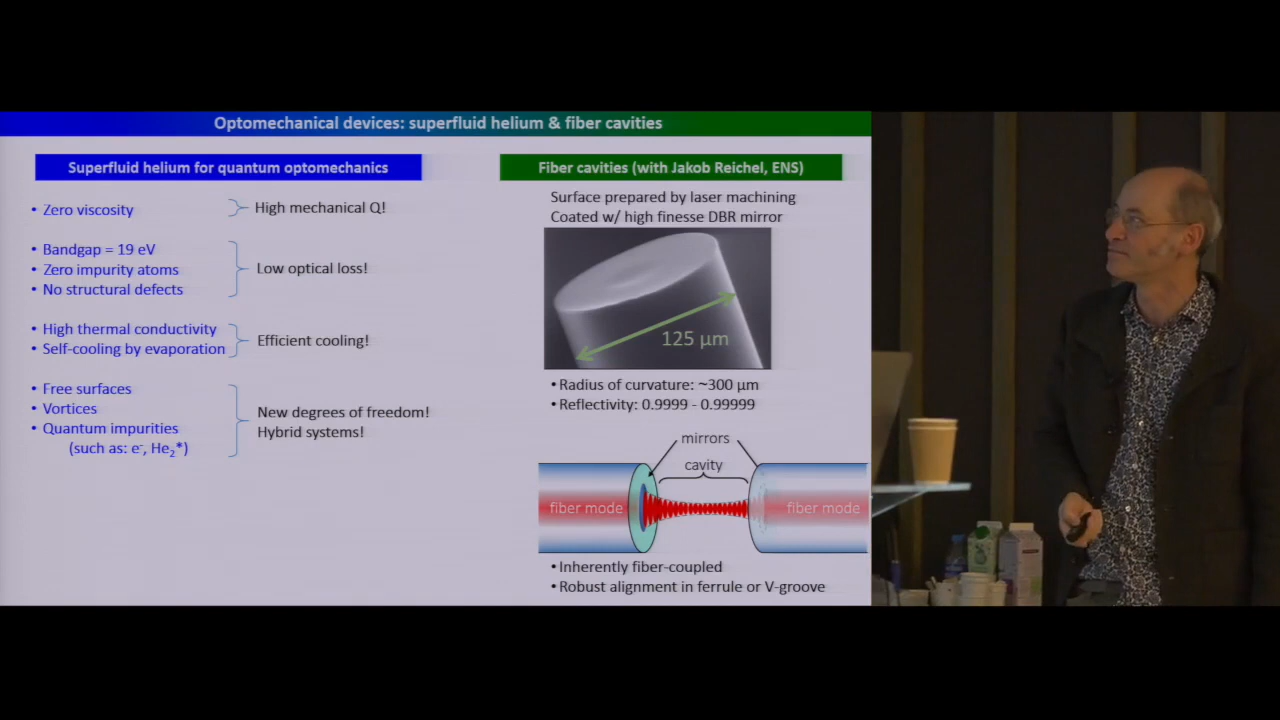 Optomechanical devices: superfluid helium & fiber cavities
Superfluid helium for quantum optomechanics
• Zero viscosity
High mechanical Q!
• Bandgap = 19 eV
• Zero impurity atoms
• No structural defects
Low optical loss!
• High thermal conductivity
• Self-cooling by evaporation
Efficient cooling!
• Free surfaces
• Vortices
• Quantum impurities
(such as: e⁻, He₂*)
New degrees of freedom!
Hybrid systems!
Fiber cavities (with Jakob Reichel, ENS)
Surface prepared by laser machining
Coated w/ high finesse DBR mirror
125 μm
• Radius of curvature: ~300 μm
• Reflectivity: 0.9999 - 0.99999
mirrors
cavity
fiber mode
fiber mode
• Inherently fiber-coupled
• Robust alignment in ferrule or V-groove